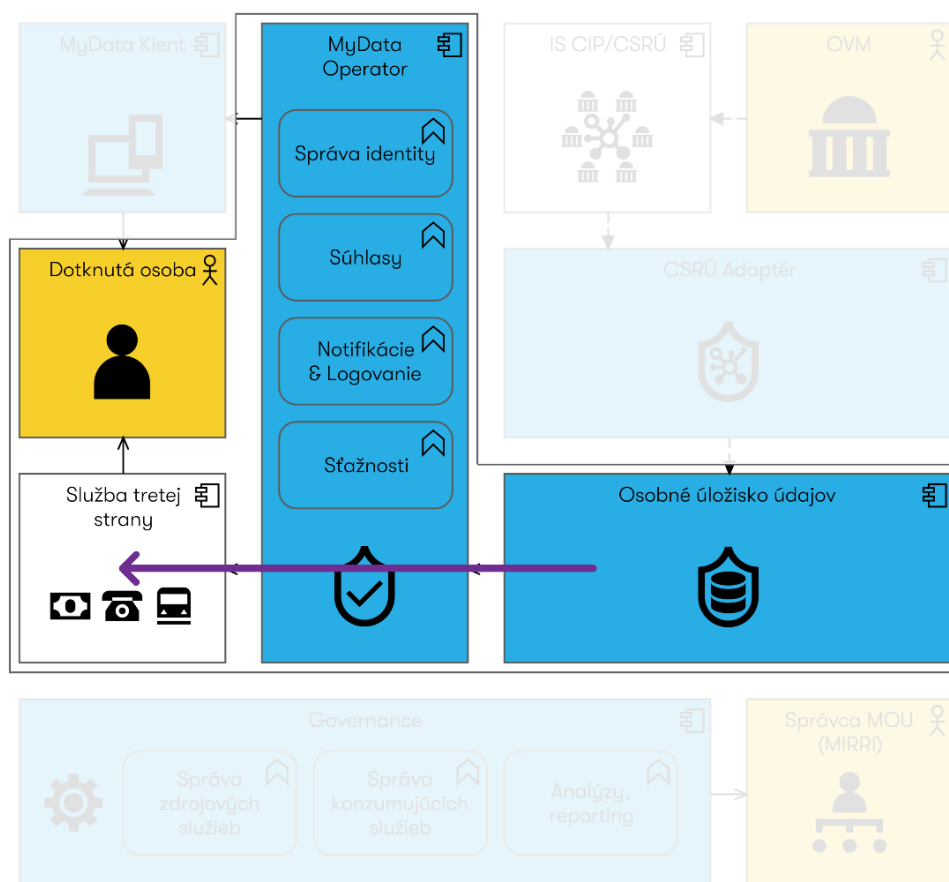 MyData Kient
MyData
Operator
IS CIP/CSRÚ
OVM
Správa identity
Súhlasy
Notifikácie
& Logovanie
Sťažnosti
Dotknutá osoba
CSRÚ Adaptér
Služba tretej
strany
Osobné úložisko údajov
Governance
Správa
zdrojových
služieb
Správa
konzumujúcich
služieb
Analýzy,
reporting
Správca MOU
(MIRRI)